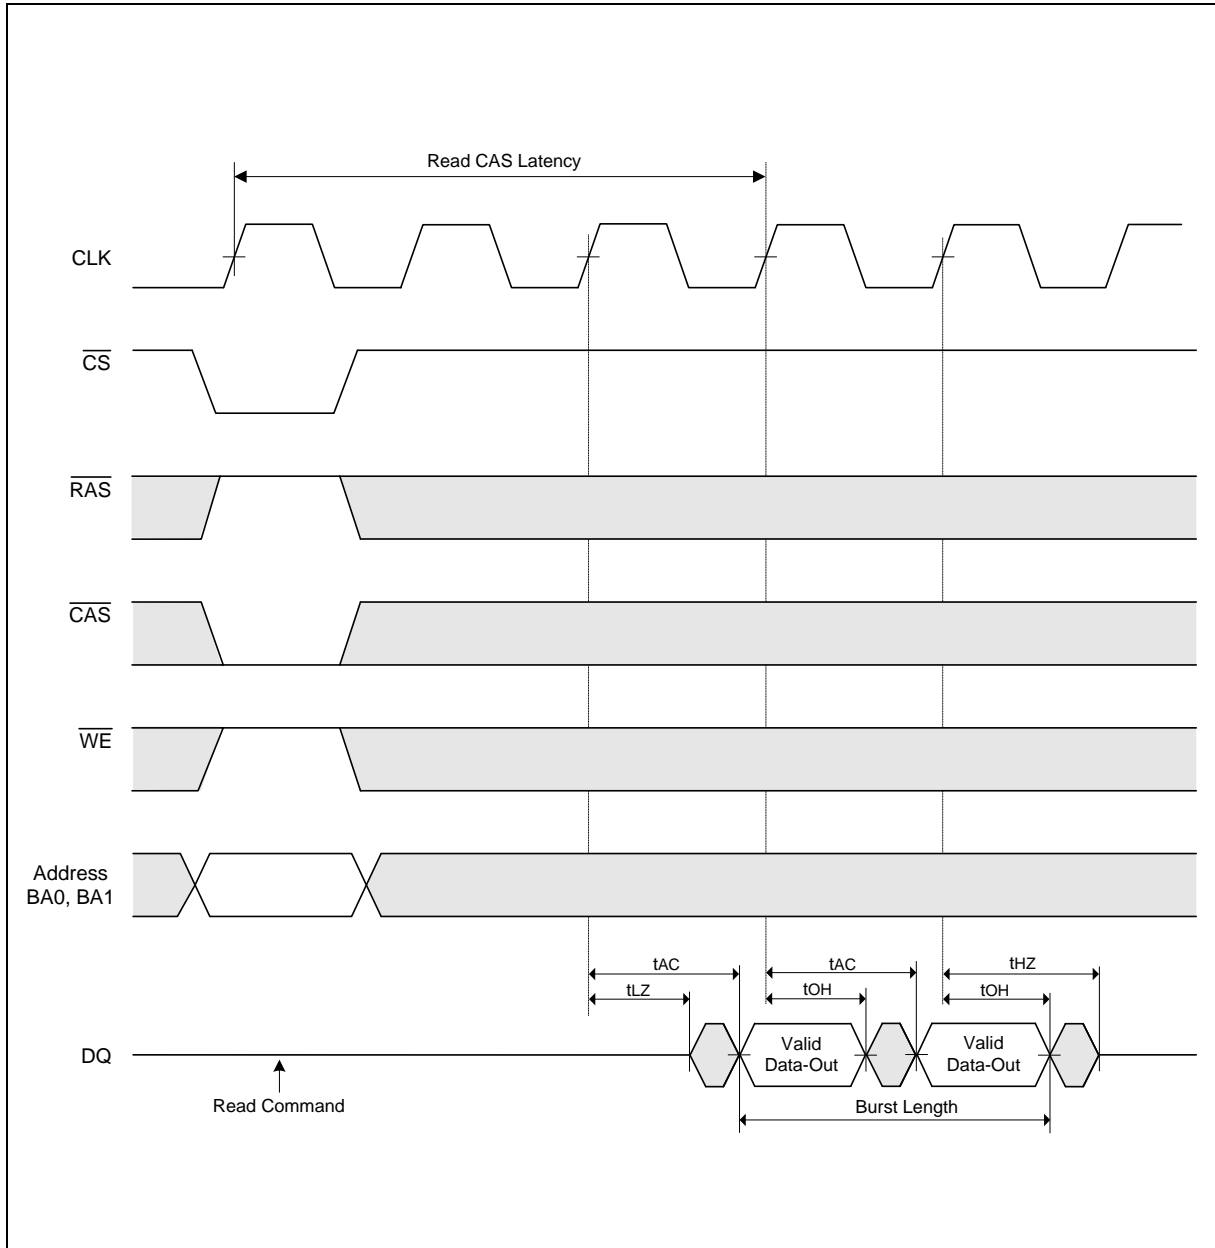 Read CAS Latency
CLK
CS
RAS
CAS
WE
Address
BA0, BA1
tAC
tAC
tHZ
tLZ
tOH
tOH
DQ
Valid
Data-Out
Valid
Data-Out
Read Command
Burst Length